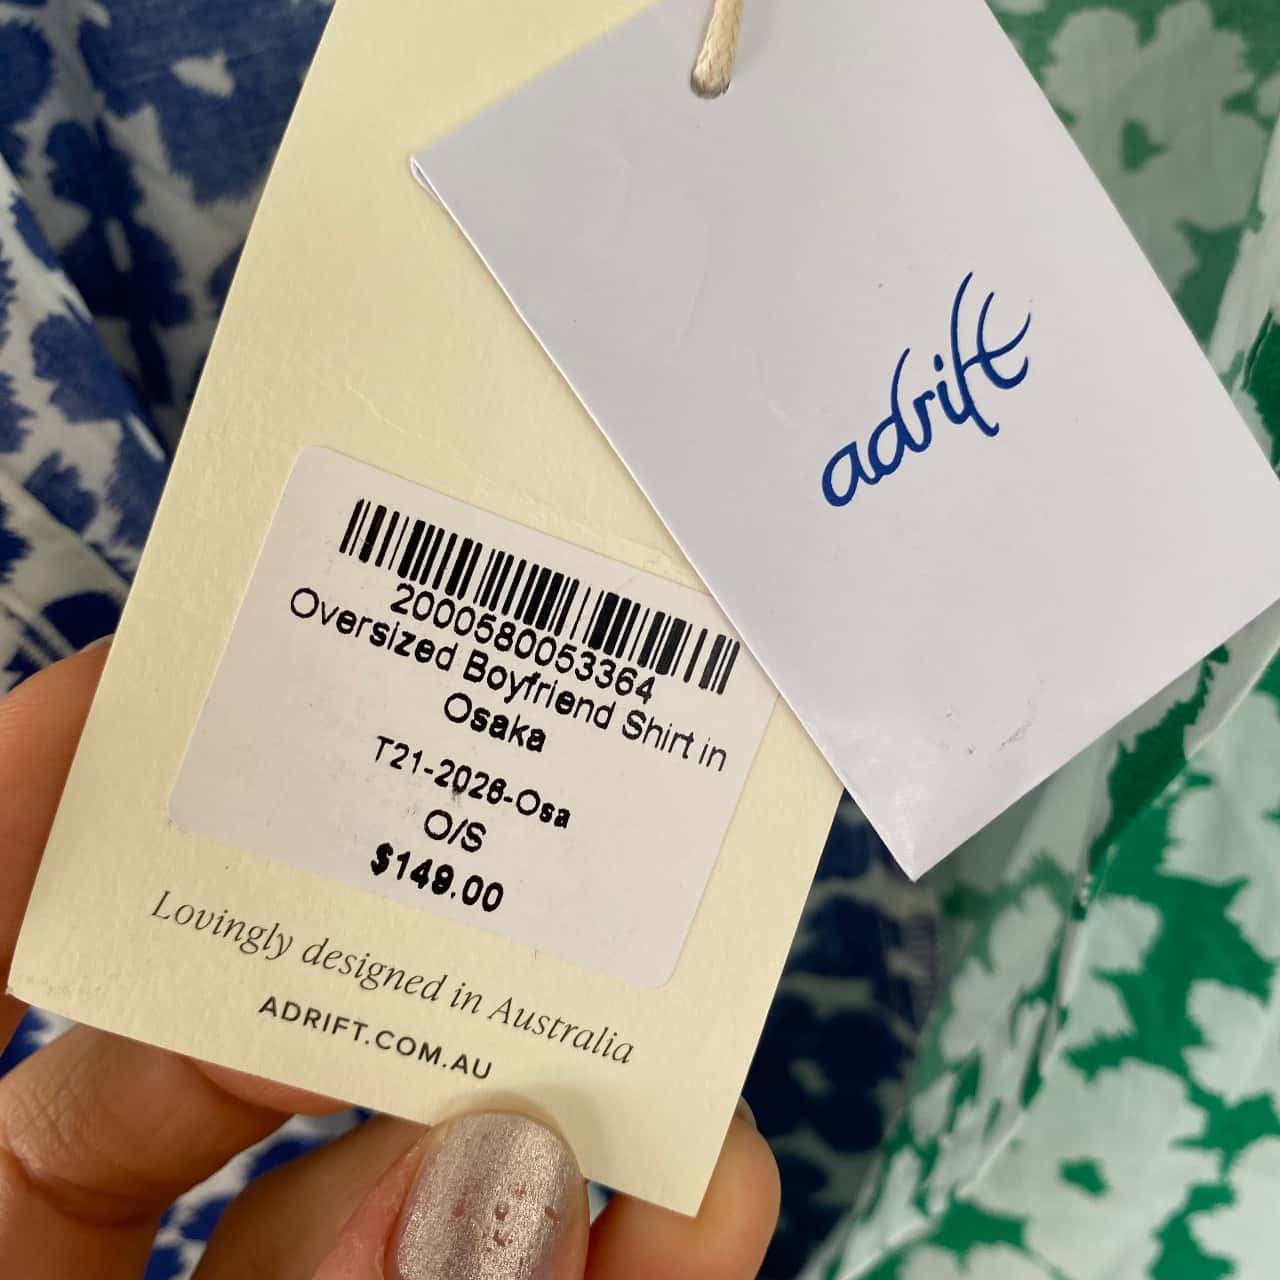 adrift
2000580053364
Oversized Boyfriend Shirt in
Osaka
T21-2026-Osa
O/S
$149.00
Lovingly designed in Australia
ADRIFT.COM.AU